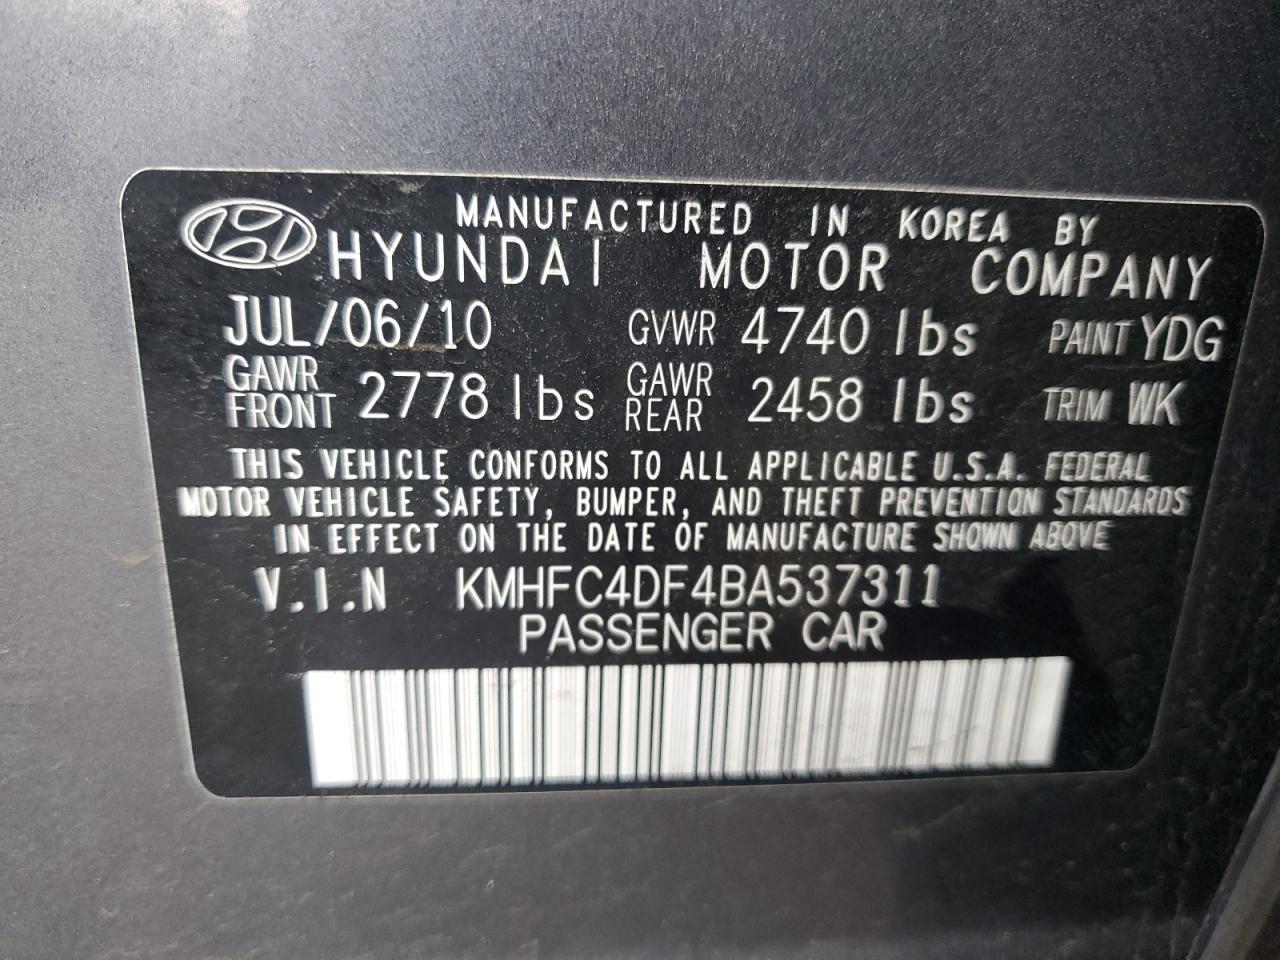 MANUFACTURED IN KOREA BY
HYUNDAI MOTOR COMPANY
JUL/06/10 GVWR 4740 lbs PAINT YDG
GAWR FRONT 2778 lbs GAWR REAR 2458 lbs TRIM WK
THIS VEHICLE CONFORMS TO ALL APPLICABLE U.S.A. FEDERAL
MOTOR VEHICLE SAFETY, BUMPER, AND THEFT PREVENTION STANDARDS
IN EFFECT ON THE DATE OF MANUFACTURE SHOWN ABOVE
V.I.N KMHFC4DF4BA537311
PASSENGER CAR